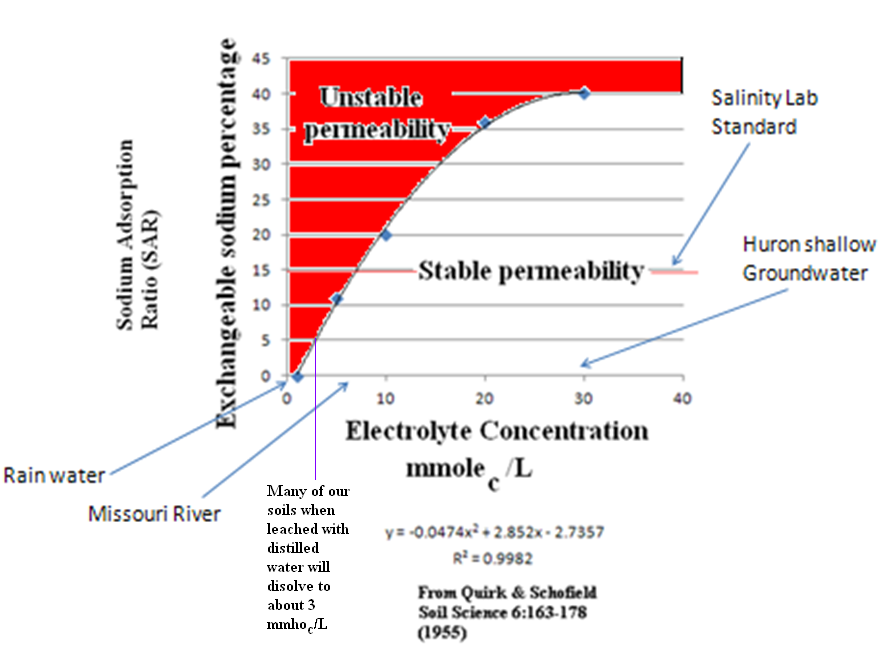 45
40
35
30
25
20
15
10
5
0
0
10
20
30
40
Sodium Adsorption
Ratio (SAR)
Exchangeable sodium percentage
Unstable
permeability
Stable permeability
Salinity Lab
Standard
Huron shallow
Groundwater
Electrolyte Concentration
mmole c /L
Rain water
Missouri River
Many of our
soils when
leached with
distilled
water will
disolve to
about 3
mmhoc/L
y = -0.0474x² + 2.852x - 2.7357
R² = 0.9982
From Quirk & Schofield
Soil Science 6:163-178
(1955)